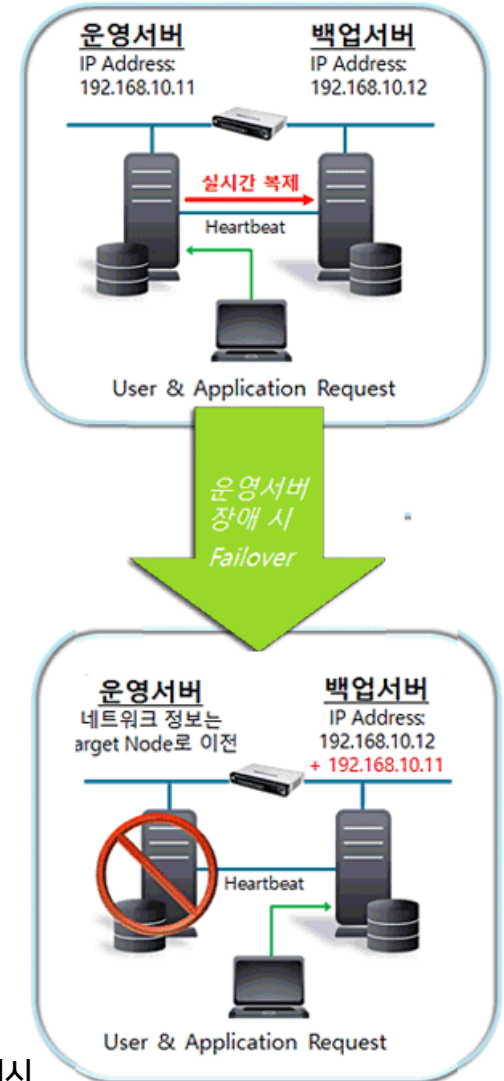 운영서버
IP Address:
192.168.10.11
백업서버
IP Address:
192.168.10.12
실시간 복제
Heartbeat
User & Application Request
운영서버
장애 시
Failover
운영서버
네트워크 정보는
arget Node로 이전
백업서버
IP Address:
192.168.10.12
+ 192.168.10.11
Heartbeat
User & Application Request
시